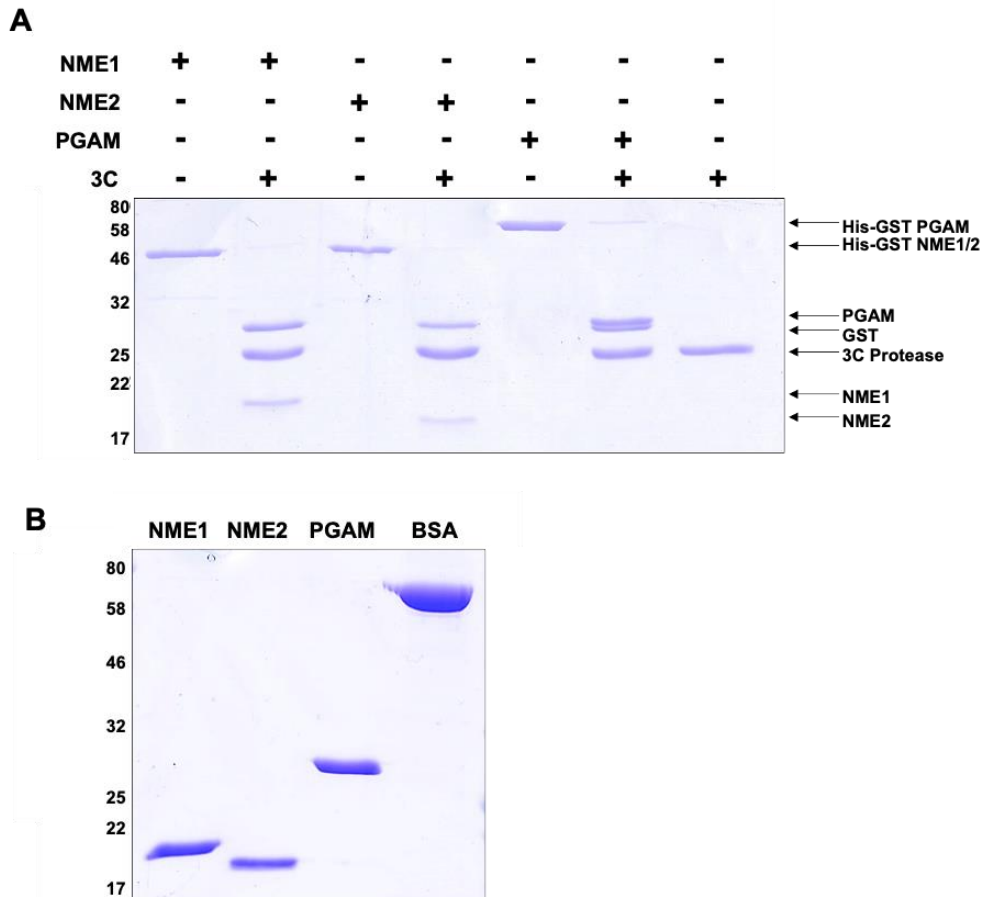 A
NME1 + + - - - - -
NME2 - - + + - - -
PGAM - - - - + + -
3C - + - + - + +
80
58
46
32
25
22
17
His-GST PGAM
His-GST NME1/2
PGAM
GST
3C Protease
NME1
NME2
B
NME1 NME2 PGAM BSA
80
58
46
32
25
22
17